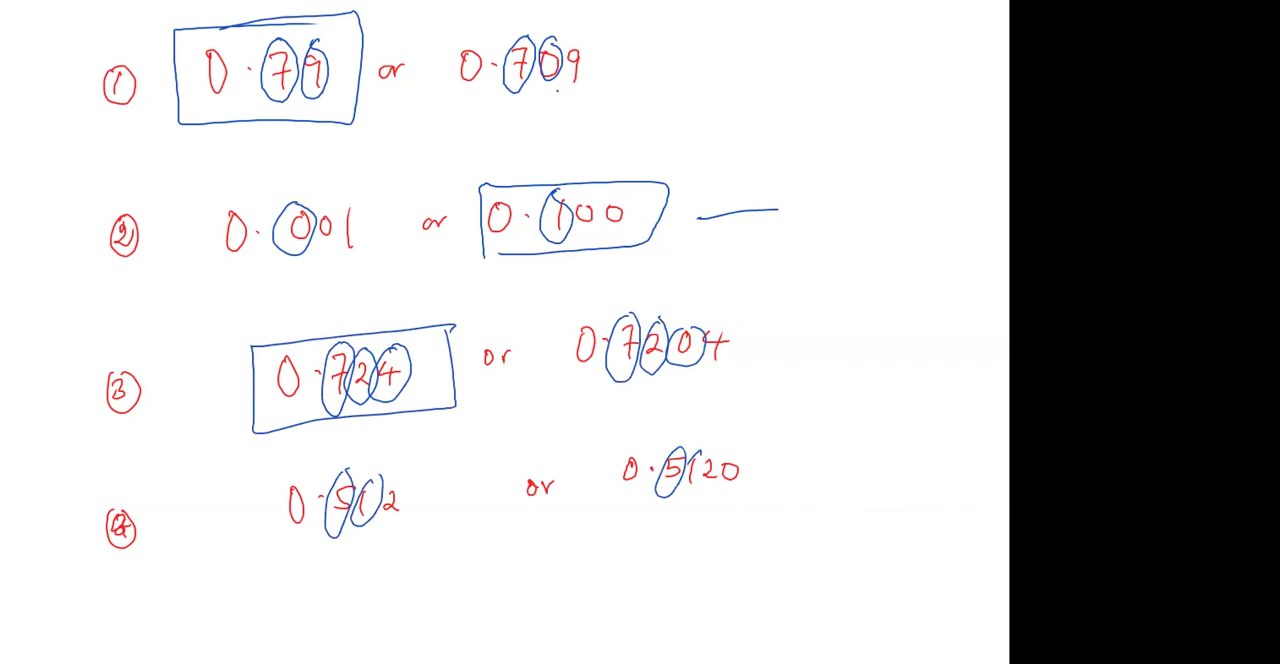 ① 0.79 or 0.709
② 0.001 or 0.100
③ 0.724 or 0.7204
④ 0.512 or 0.5120